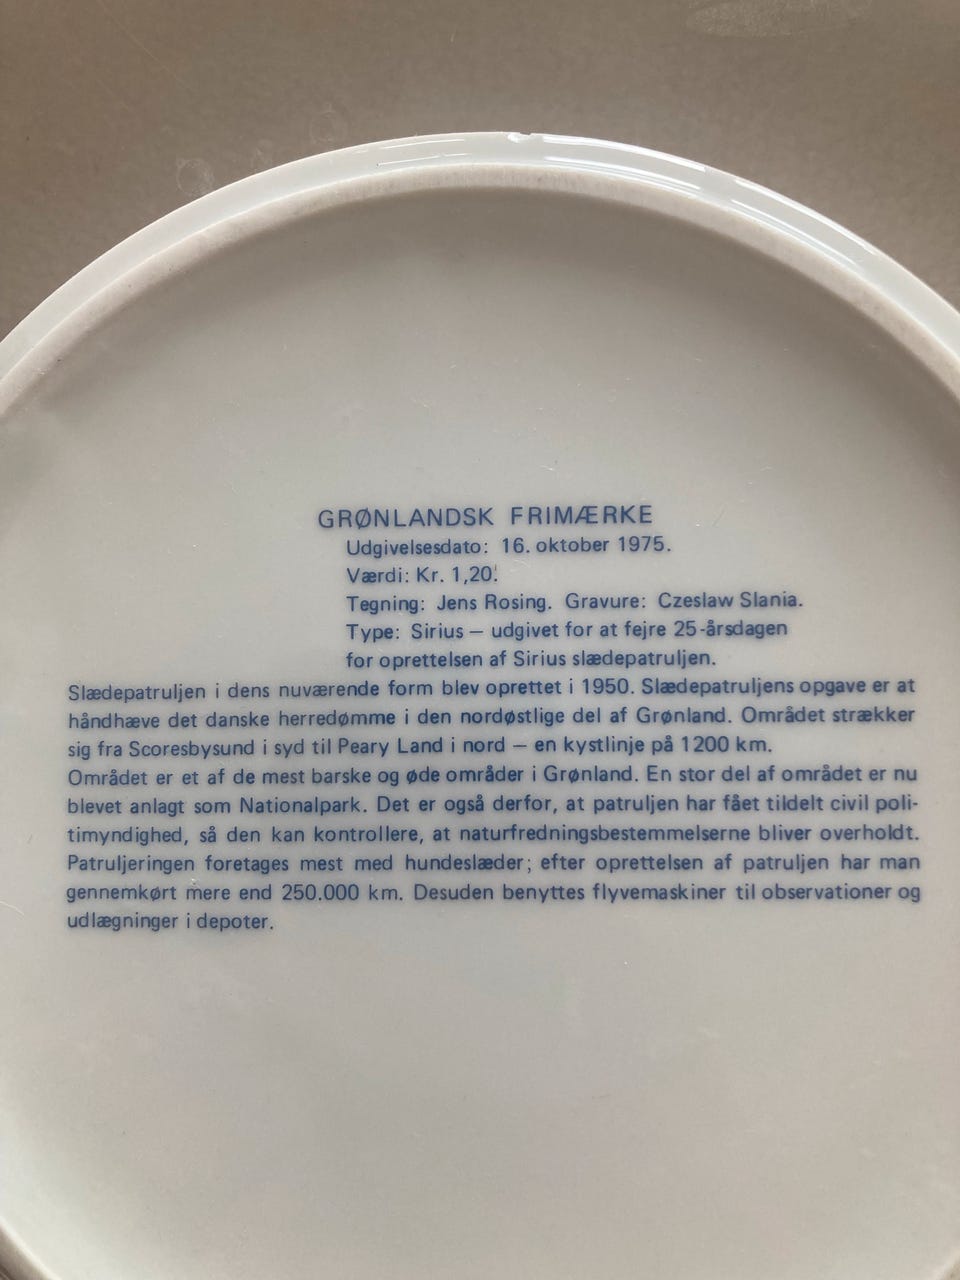 GRØNLANDSK FRIMÆRKE
Udgivelsesdato: 16. oktober 1975.
Værdi: Kr. 1,20.
Tegning: Jens Rosing. Gravure: Czeslaw Slania.
Type: Sirius — udgivet for at fejre 25-årsdagen
for oprettelsen af Sirius slædepatruljen.
Slædepatruljen i dens nuværende form blev oprettet i 1950. Slædepatruljens opgave er at
håndhæve det danske herredømme i den nordøstlige del af Grønland. Området strækker
sig fra Scoresbysund i syd til Peary Land i nord — en kystlinje på 1200 km.
Området er et af de mest barske og øde områder i Grønland. En stor del af området er nu
blevet anlagt som Nationalpark. Det er også derfor, at patruljen har fået tildelt civil poli-
timyndighed, så den kan kontrollere, at naturfredningsbestemmelserne bliver overholdt.
Patruljeringen foretages mest med hundeslæder; efter oprettelsen af patruljen har man
gennemkørt mere end 250.000 km. Desuden benyttes flyvemaskiner til observationer og
udlægninger i depoter.